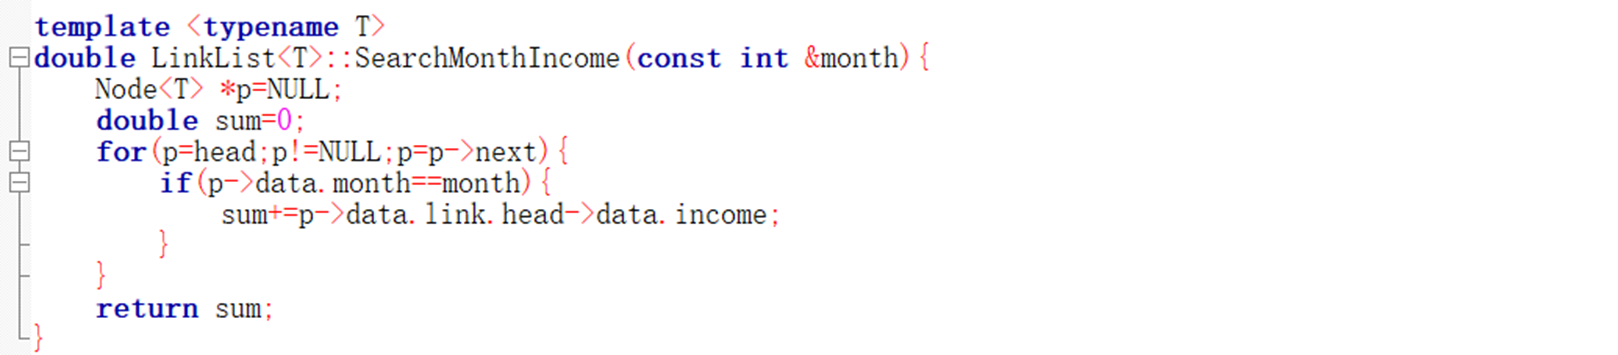 template <typename T>
double LinkList<T>::SearchMonthIncome(const int &month){
    Node<T> *p=NULL;
    double sum=0;
    for(p=head;p!=NULL;p=p->next){
        if(p->data.month==month){
            sum+=p->data.link.head->data.income;
        }
    }
    return sum;
}